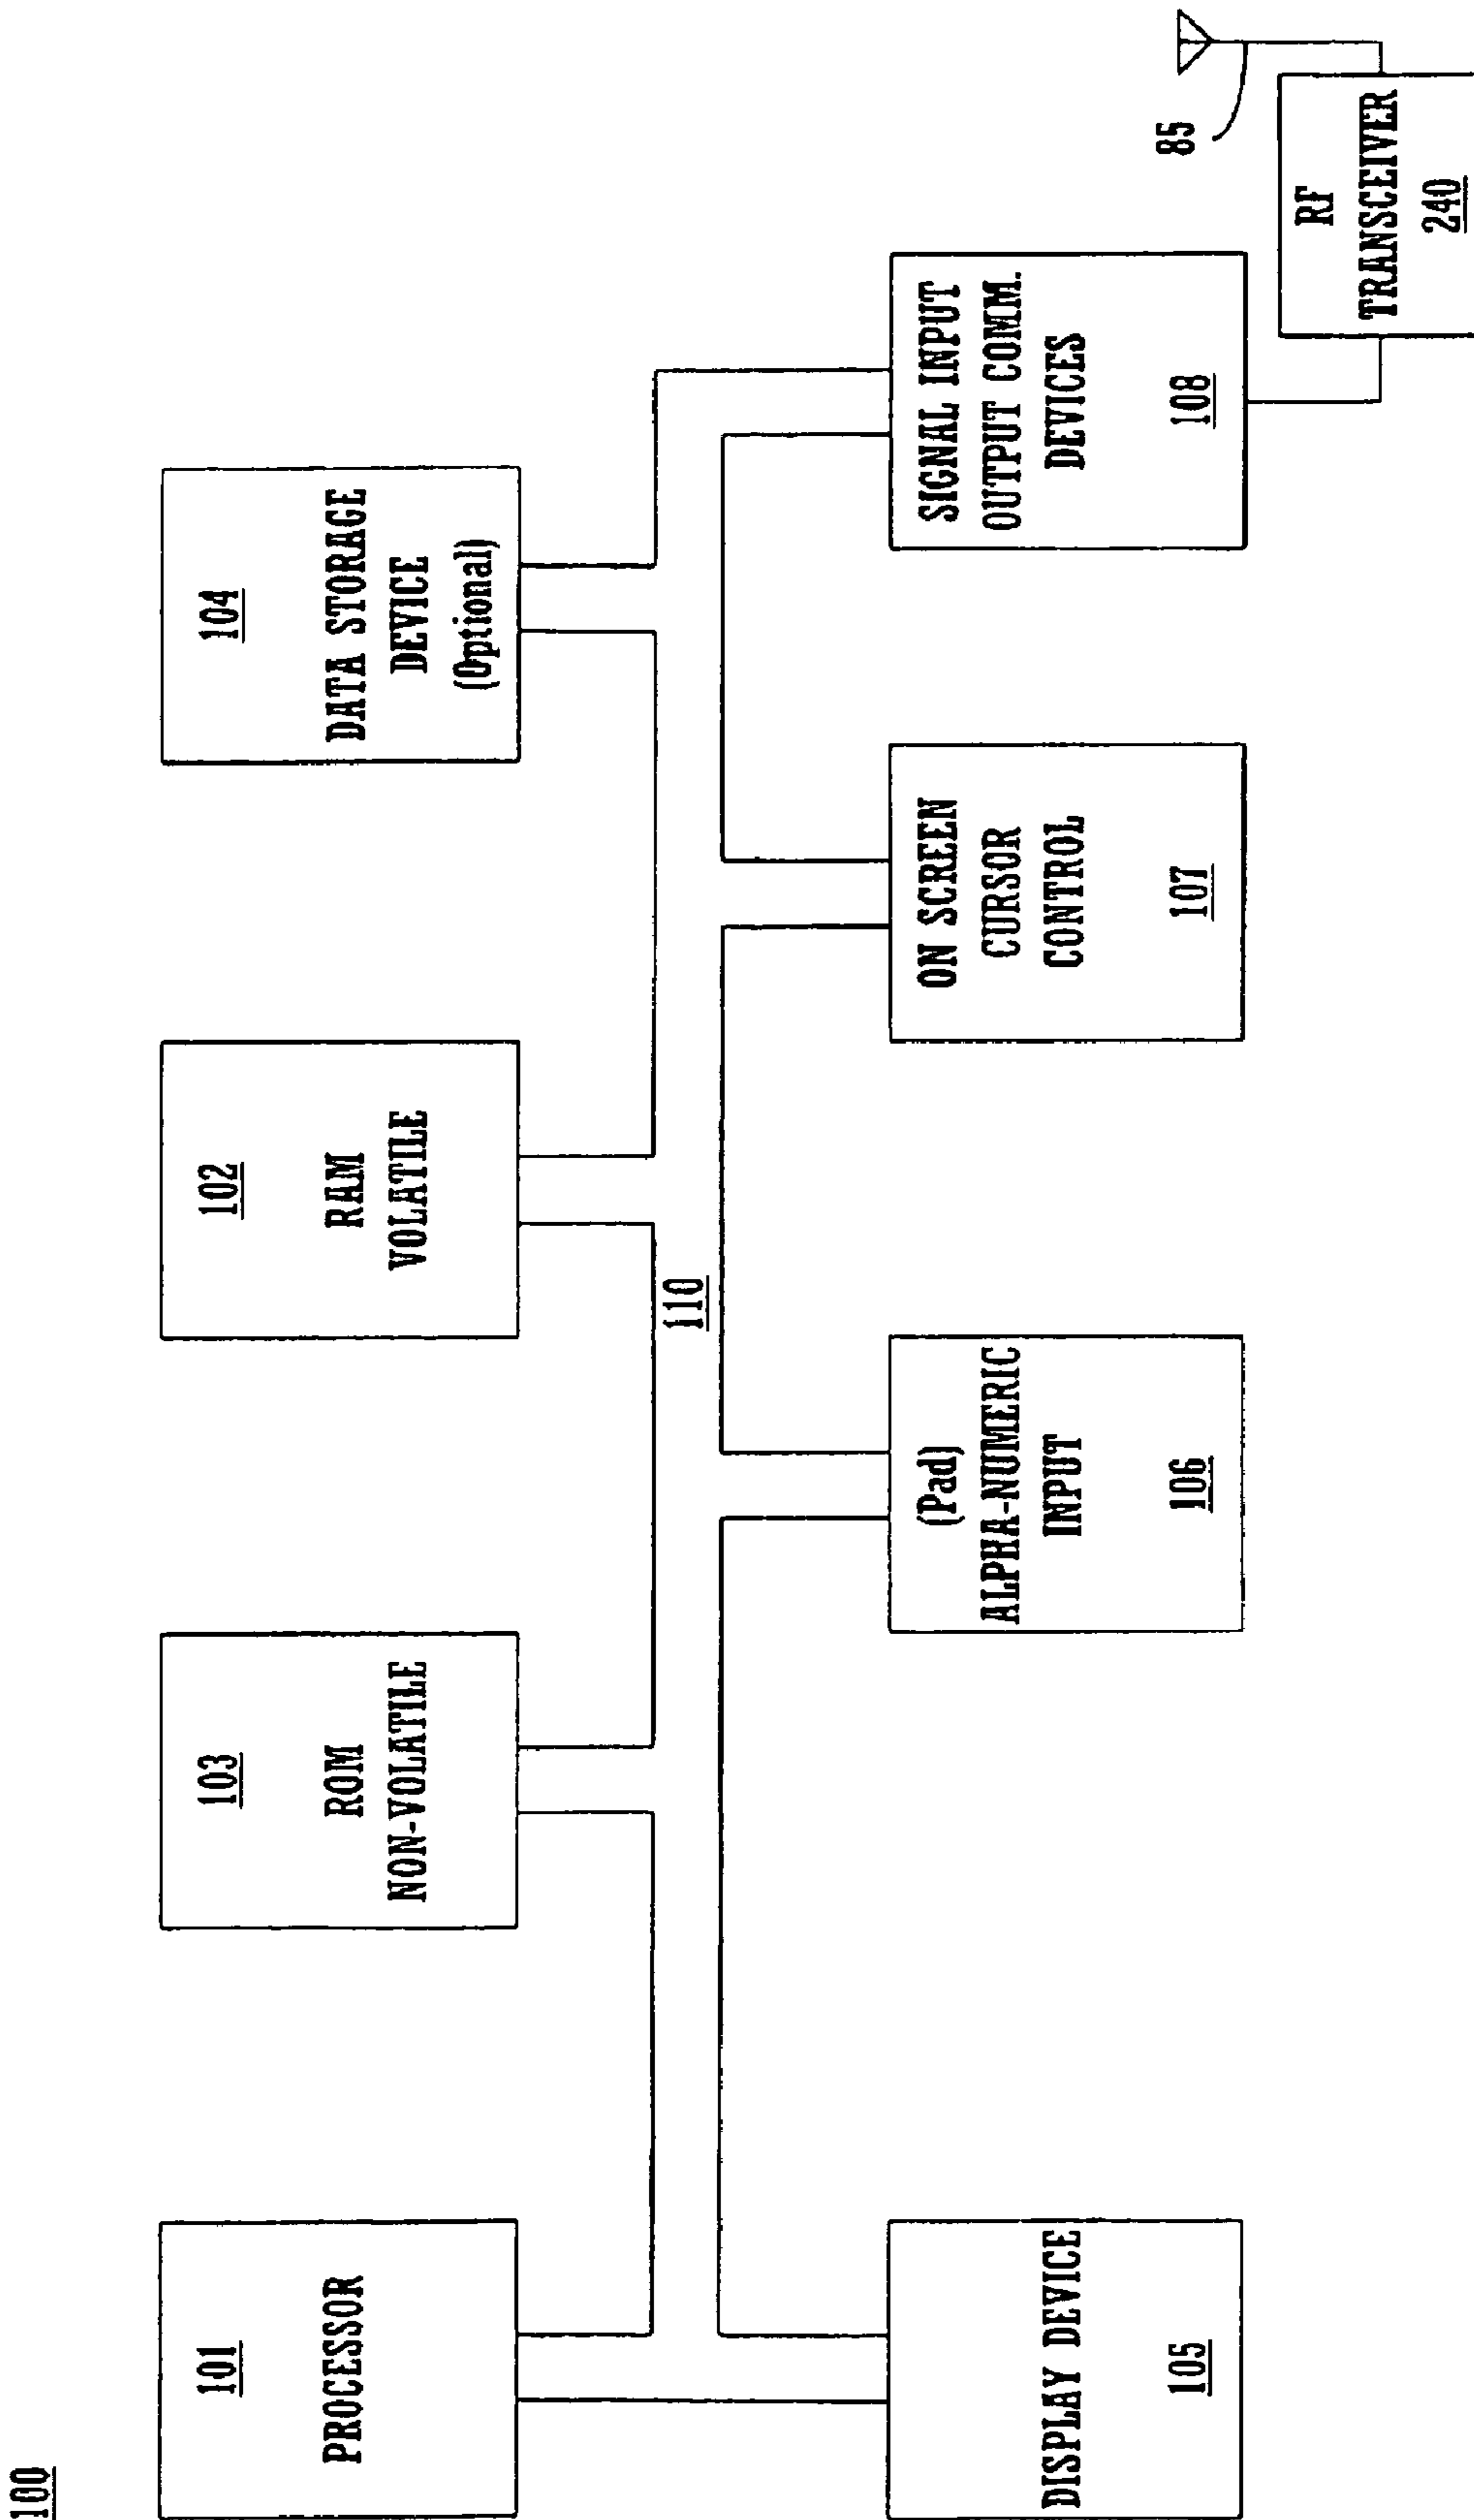 100
101
PROCESSOR
103
ROM
NON-VOLATILE
102
RAM
VOLATILE
104
DATA STORAGE
DEVICE
(Optional)
110
DISPLAY DEVICE
105
(Pad)
ALPHA-NUMERIC
INPUT
106
ON SCREEN
CURSOR
CONTROL
107
SIGNAL INPUT
OUTPUT COMM.
DEVICES
108
85
RF
TRANSCEIVER
240